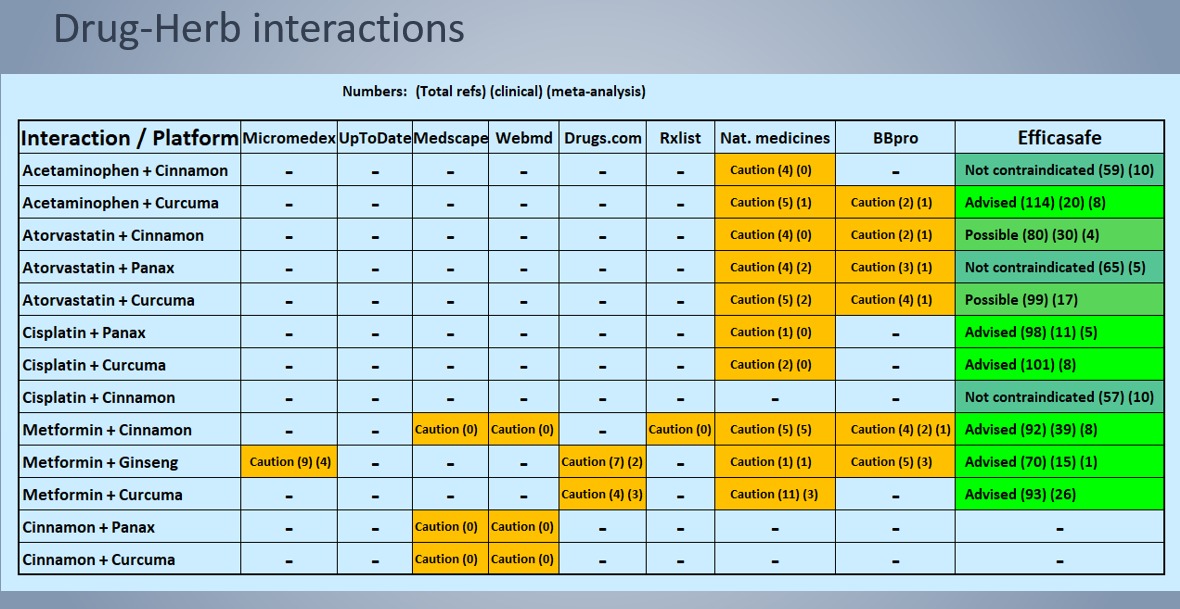 Drug-Herb interactions
Numbers: (Total refs) (clinical) (meta-analysis)
Interaction / Platform Micromedex UpToDate Medscape Webmd Drugs.com Rxlist Nat. medicines BBpro Efficasafe
Acetaminophen + Cinnamon - - - - - - Caution (4) (0) - Not contraindicated (59) (10)
Acetaminophen + Curcuma - - - - - - Caution (5) (1) Caution (2) (1) Advised (114) (20) (8)
Atorvastatin + Cinnamon - - - - - - Caution (4) (0) Caution (2) (1) Possible (80) (30) (4)
Atorvastatin + Panax - - - - - - Caution (4) (2) Caution (3) (1) Not contraindicated (65) (5)
Atorvastatin + Curcuma - - - - - - Caution (5) (2) Caution (4) (1) Possible (99) (17)
Cisplatin + Panax - - - - - - Caution (1) (0) - Advised (98) (11) (5)
Cisplatin + Curcuma - - - - - - Caution (2) (0) - Advised (101) (8)
Cisplatin + Cinnamon - - - - - - - - Not contraindicated (57) (10)
Metformin + Cinnamon - - Caution (0) Caution (0) - Caution (0) Caution (5) (5) Caution (4) (2) (1) Advised (92) (39) (8)
Metformin + Ginseng Caution (9) (4) - - - Caution (7) (2) - Caution (1) (1) Caution (5) (3) Advised (70) (15) (1)
Metformin + Curcuma - - - - Caution (4) (3) - Caution (11) (3) - Advised (93) (26)
Cinnamon + Panax - - Caution (0) Caution (0) - - - - -
Cinnamon + Curcuma - - Caution (0) Caution (0) - - - - -